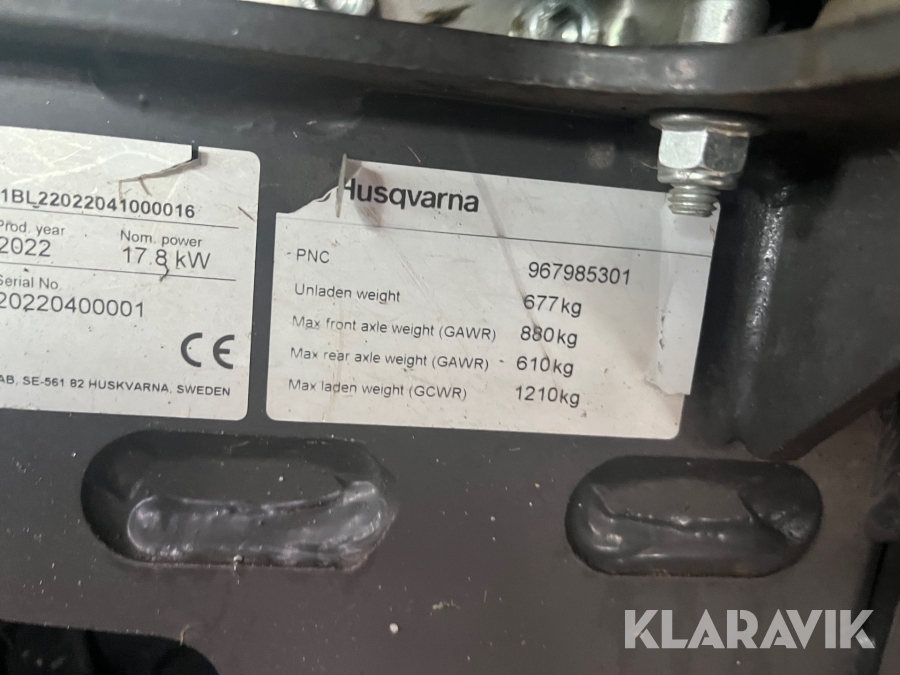 1BL22022041000016
Prod. year Nom. power
2022 17.8 kW
Serial No.
20220400001
CE
AB, SE-561 82 HUSKVARNA, SWEDEN
Husqvarna
PNC 967985301
Unladen weight 677kg
Max front axle weight (GAWR) 880kg
Max rear axle weight (GAWR) 610kg
Max laden weight (GCWR) 1210kg
KLARAVIK